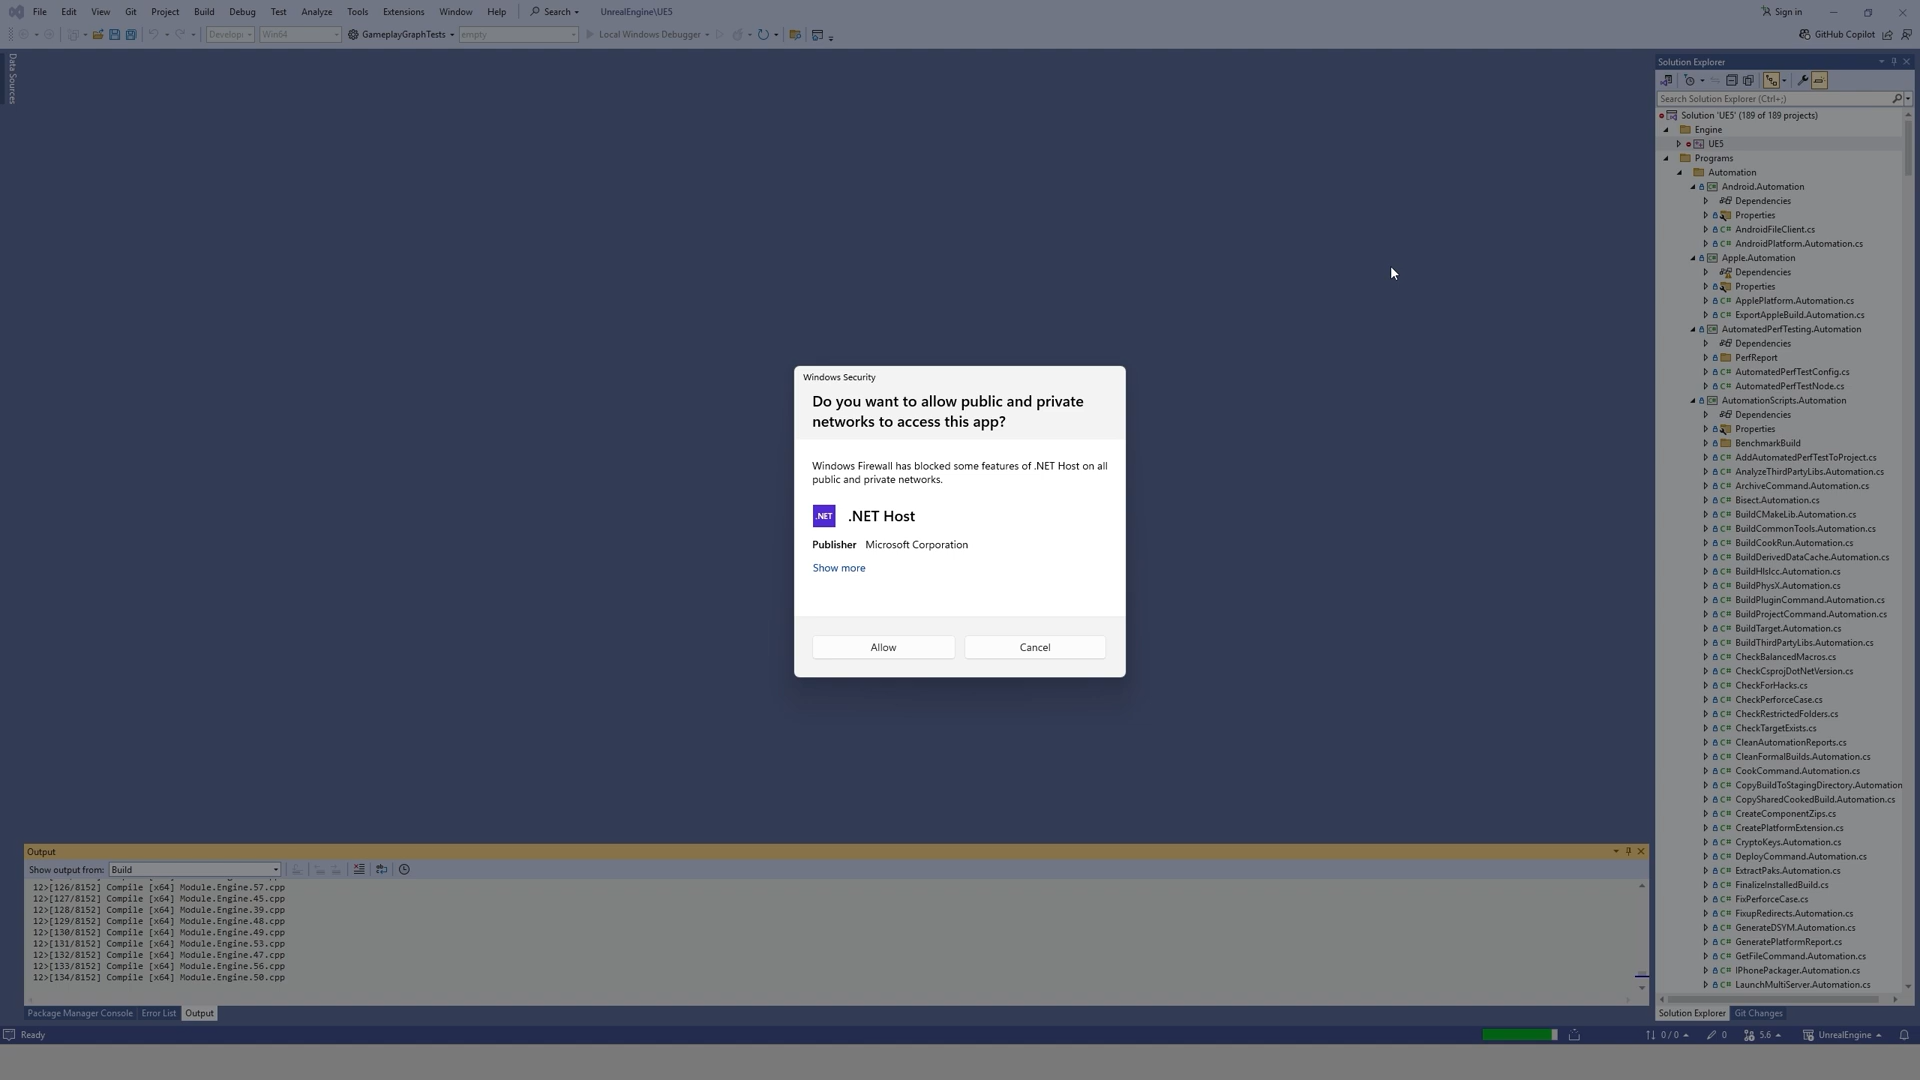 File Edit View Git Project Build Debug Test Analyze Tools Extensions Window Help Search UnrealEngine\UE5 Sign in
Develop Win64 GameplayGraphTests empty Local Windows Debugger GitHub Copilot
Data Sources
Solution Explorer
Search Solution Explorer (Ctrl+;)
Solution 'UE5' (189 of 189 projects)
Engine
UE5
Programs
Automation
Android.Automation
Dependencies
Properties
AndroidFileClient.cs
AndroidPlatform.Automation.cs
Apple.Automation
Dependencies
Properties
ApplePlatform.Automation.cs
ExportAppleBuild.Automation.cs
AutomatedPerfTesting.Automation
Dependencies
PerfReport
AutomatedPerfTestConfig.cs
AutomatedPerfTestNode.cs
AutomationScripts.Automation
Dependencies
Properties
BenchmarkBuild
AddAutomatedPerfTestToProject.cs
AnalyzeThirdPartyLibs.Automation.cs
ArchiveCommand.Automation.cs
Bisect.Automation.cs
BuildCMakeLib.Automation.cs
BuildCommonTools.Automation.cs
BuildCookRun.Automation.cs
BuildDerivedDataCache.Automation.cs
BuildHlslcc.Automation.cs
BuildPhysX.Automation.cs
BuildPluginCommand.Automation.cs
BuildProjectCommand.Automation.cs
BuildTarget.Automation.cs
BuildThirdPartyLibs.Automation.cs
CheckBalancedMacros.cs
CheckCsprojDotNetVersion.cs
CheckForHacks.cs
CheckPerforceCase.cs
CheckRestrictedFolders.cs
CheckTargetExists.cs
CleanAutomationReports.cs
CleanFormalBuilds.Automation.cs
CookCommand.Automation.cs
CopyBuildToStagingDirectory.Automation
CopySharedCookedBuild.Automation.cs
CreateComponentZips.cs
CreatePlatformExtension.cs
CryptoKeys.Automation.cs
DeployCommand.Automation.cs
ExtractPaks.Automation.cs
FinalizeInstalledBuild.cs
FixPerforceCase.cs
FixupRedirects.Automation.cs
GenerateDSYM.Automation.cs
GeneratePlatformReport.cs
GetFileCommand.Automation.cs
IPhonePackager.Automation.cs
LaunchMultiServer.Automation.cs
Solution Explorer Git Changes
Windows Security
Do you want to allow public and private
networks to access this app?
Windows Firewall has blocked some features of .NET Host on all
public and private networks.
.NET .NET Host
Publisher Microsoft Corporation
Show more
Allow Cancel
Output
Show output from: Build
12>[126/8152] Compile [x64] Module.Engine.57.cpp
12>[127/8152] Compile [x64] Module.Engine.45.cpp
12>[128/8152] Compile [x64] Module.Engine.39.cpp
12>[129/8152] Compile [x64] Module.Engine.48.cpp
12>[130/8152] Compile [x64] Module.Engine.49.cpp
12>[131/8152] Compile [x64] Module.Engine.53.cpp
12>[132/8152] Compile [x64] Module.Engine.47.cpp
12>[133/8152] Compile [x64] Module.Engine.56.cpp
12>[134/8152] Compile [x64] Module.Engine.50.cpp
Package Manager Console Error List Output
Ready 0 / 0 0 5.6 UnrealEngine